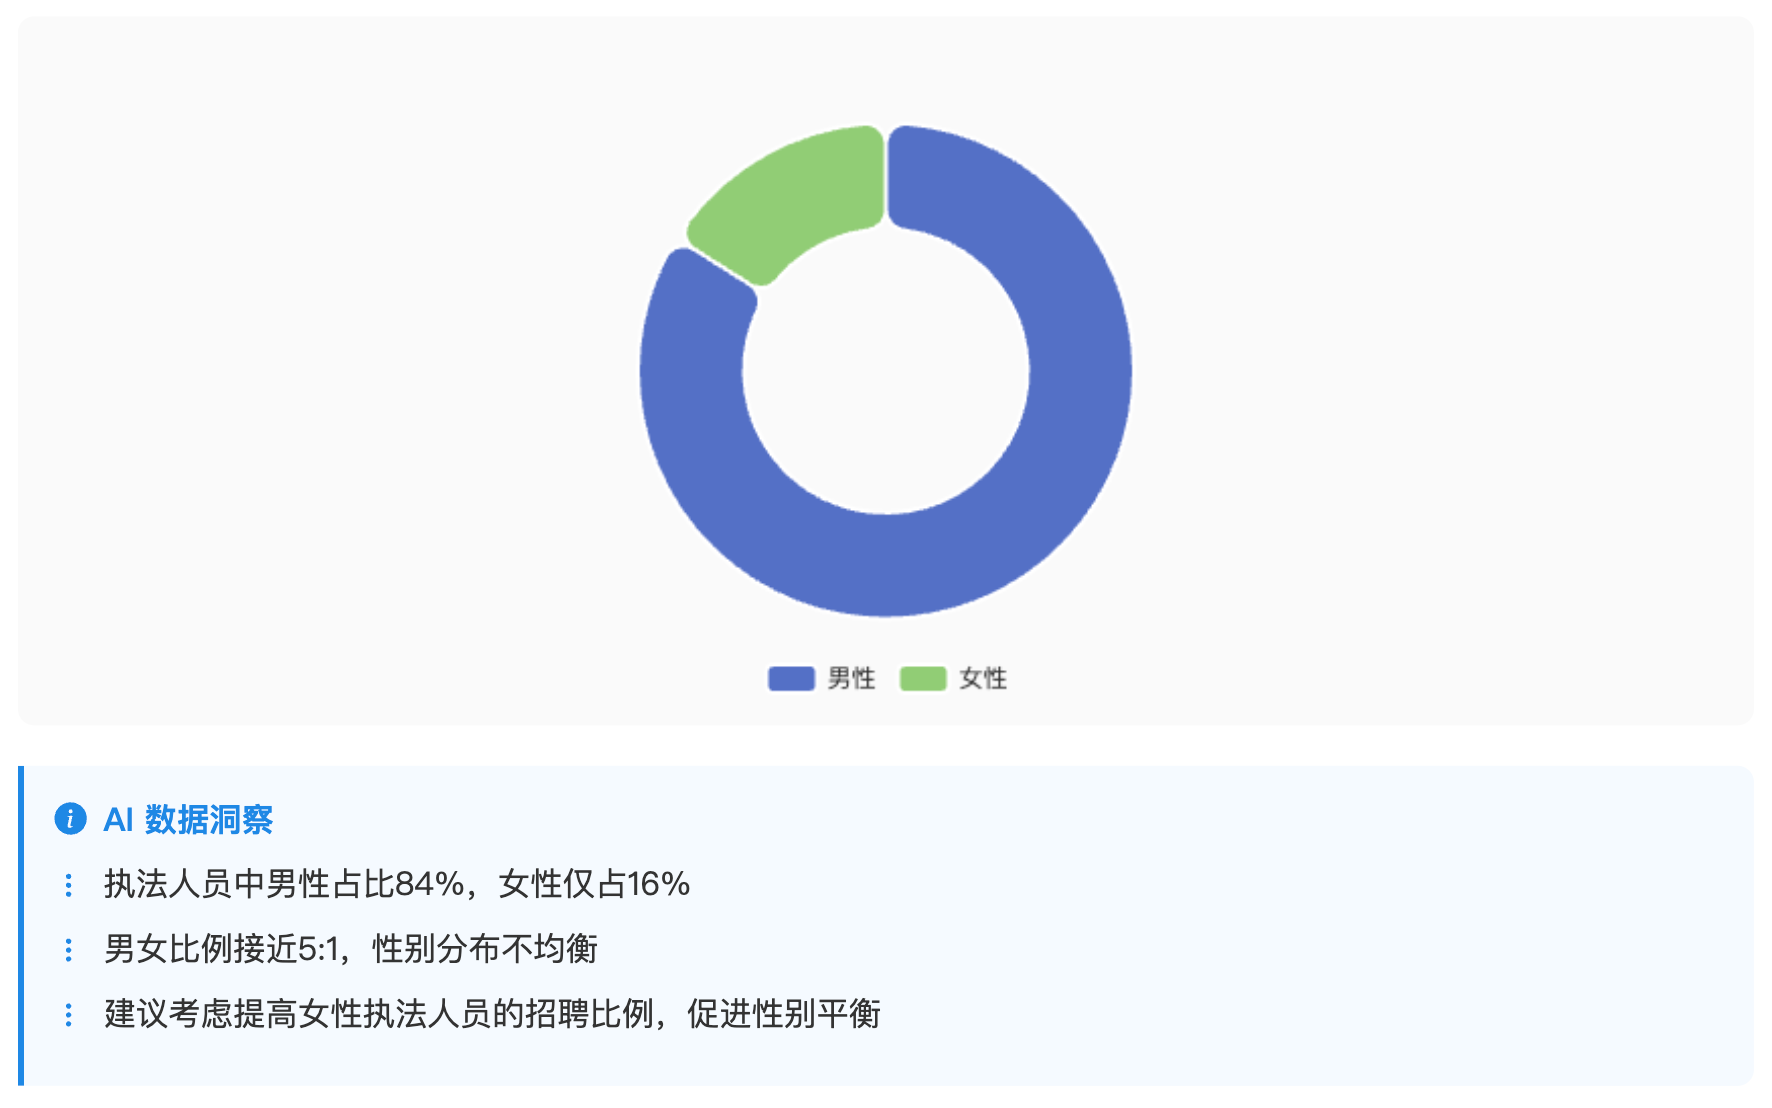 男性 女性
AI 数据洞察
执法人员中男性占比84%，女性仅占16%
男女比例接近5:1，性别分布不均衡
建议考虑提高女性执法人员的招聘比例，促进性别平衡